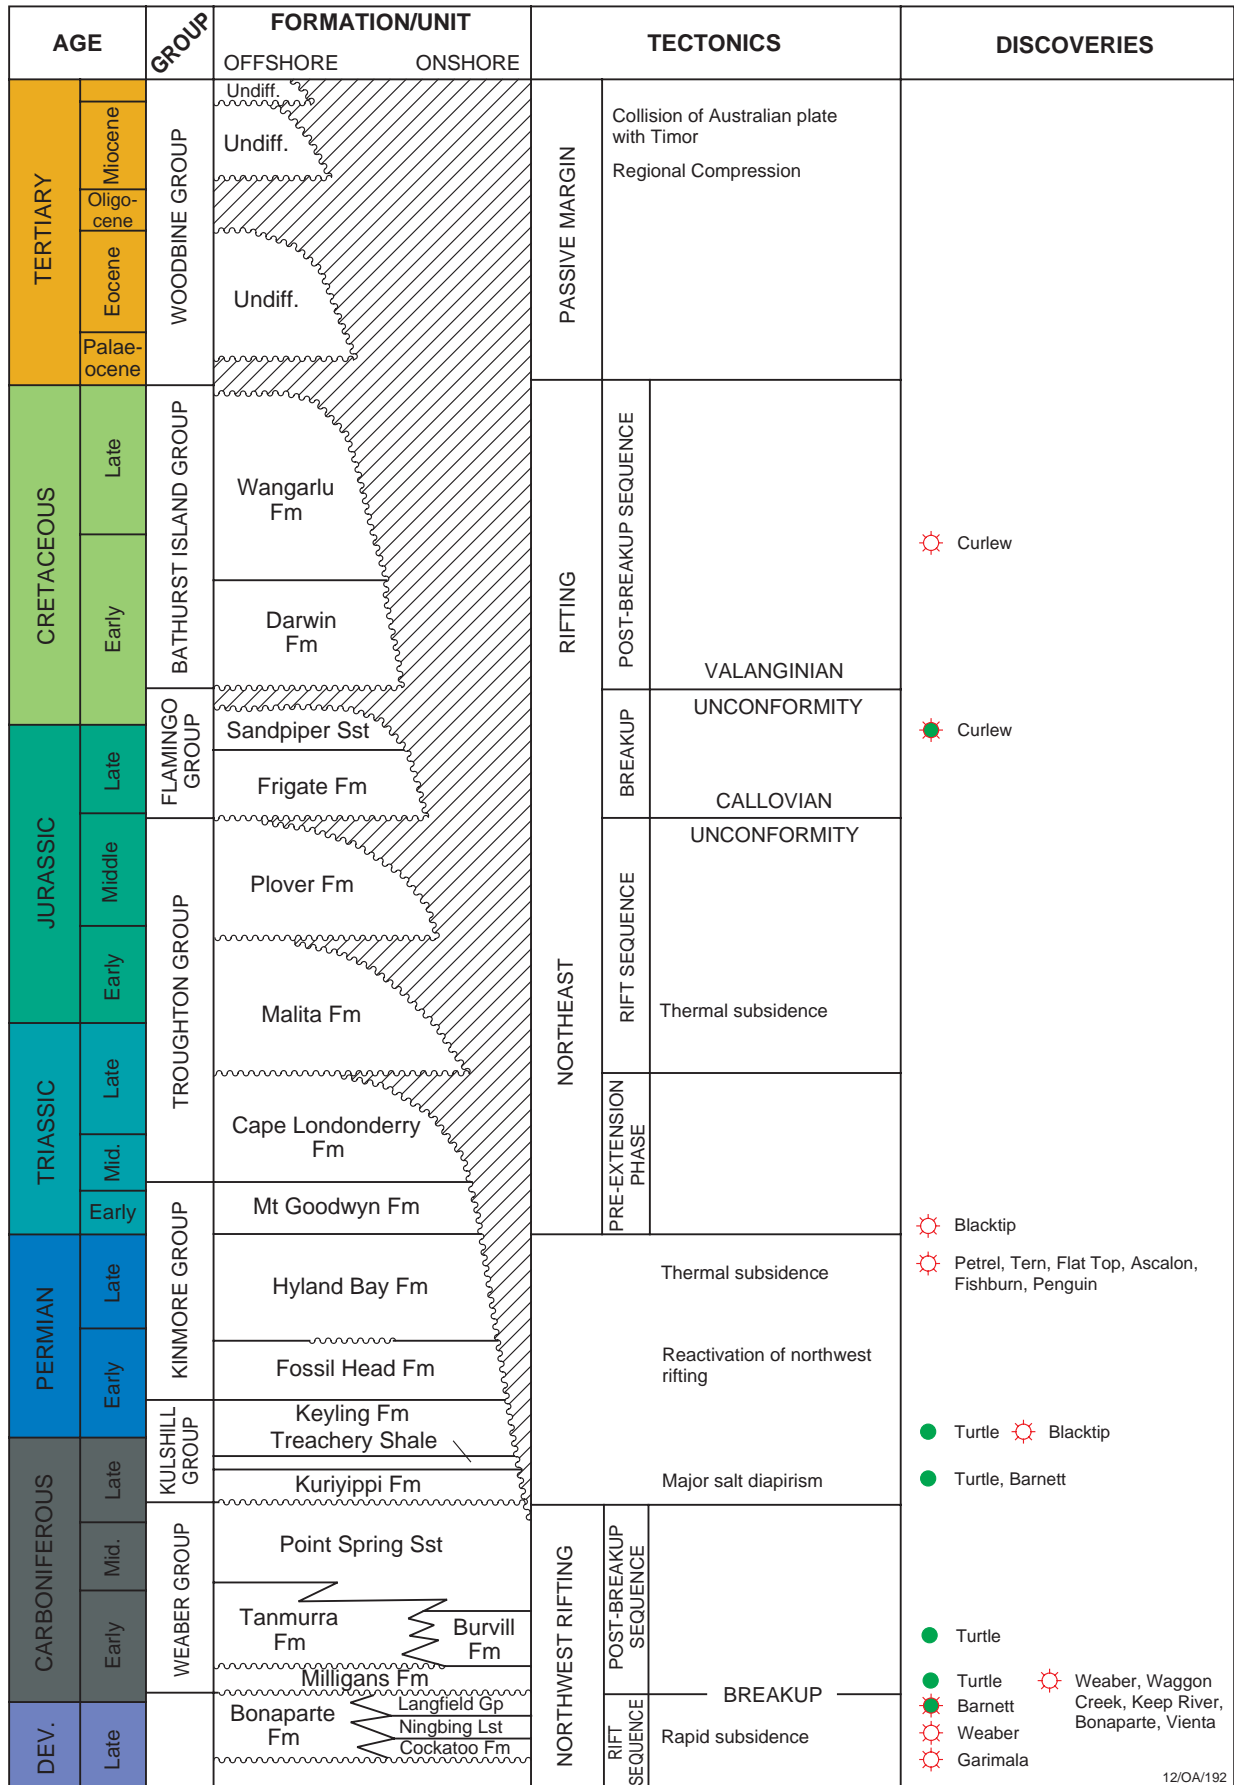 AGE
GROUP
FORMATION/UNIT
OFFSHORE
ONSHORE
TECTONICS
DISCOVERIES
TERTIARY
Miocene
Oligo-
cene
Eocene
Palae-
ocene
CRETACEOUS
Late
Early
JURASSIC
Late
Middle
Early
TRIASSIC
Late
Mid.
Early
PERMIAN
Late
Early
CARBONIFEROUS
Late
Mid.
Early
DEV.
Late
WOODBINE GROUP
BATHURST ISLAND GROUP
FLAMINGO
GROUP
TROUGHTON GROUP
KINMORE GROUP
KULSHILL
GROUP
WEABER GROUP
Undiff.
Undiff.
Undiff.
Wangarlu
Fm
Darwin
Fm
Sandpiper Sst
Frigate Fm
Plover Fm
Malita Fm
Cape Londonderry
Fm
Mt Goodwyn Fm
Hyland Bay Fm
Fossil Head Fm
Keyling Fm
Treachery Shale
Kuriyippi Fm
Point Spring Sst
Tanmurra
Fm
Burvill
Fm
Milligans Fm
Bonaparte
Fm
Langfield Gp
Ningbing Lst
Cockatoo Fm
PASSIVE MARGIN
Collision of Australian plate
with Timor
Regional Compression
NORTHEAST
RIFTING
POST-BREAKUP SEQUENCE
VALANGINIAN
UNCONFORMITY
BREAKUP
CALLOVIAN
UNCONFORMITY
RIFT SEQUENCE
Thermal subsidence
PRE-EXTENSION
PHASE
Thermal subsidence
Reactivation of northwest
rifting
Major salt diapirism
NORTHWEST RIFTING
POST-BREAKUP
SEQUENCE
BREAKUP
RIFT
SEQUENCE
Rapid subsidence
Curlew
Curlew
Blacktip
Petrel, Tern, Flat Top, Ascalon,
Fishburn, Penguin
Turtle
Blacktip
Turtle, Barnett
Turtle
Turtle
Weaber, Waggon
Creek, Keep River,
Bonaparte, Vienta
Barnett
Weaber
Garimala
12/OA/192